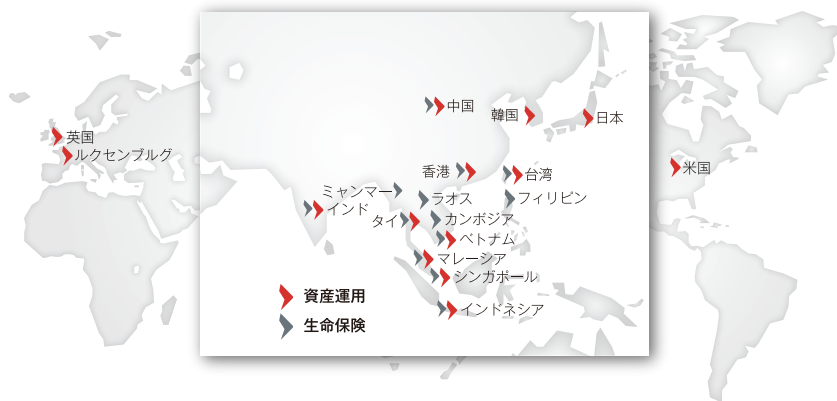 英国
ルクセンブルグ
中国
韓国
日本
香港
台湾
米国
ミャンマー
ラオス
フィリピン
インド
タイ
カンボジア
ベトナム
マレーシア
シンガポール
資産運用
インドネシア
生命保険